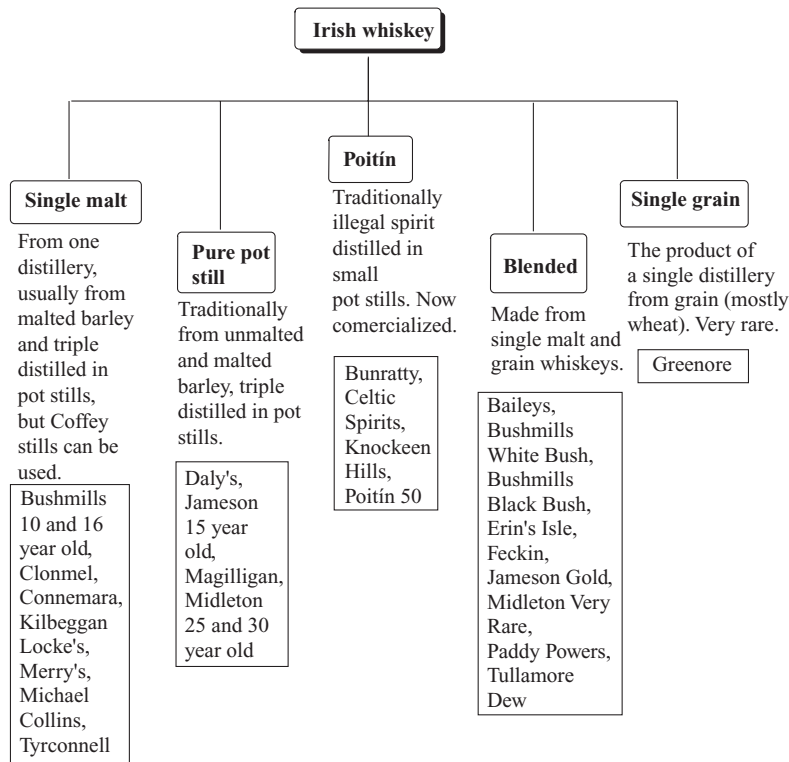 Irish whiskey
Single malt
From one
distillery,
usually from
malted barley
and triple
distilled in
pot stills,
but Coffey
stills can be
used.
Bushmills
10 and 16
year old,
Clonmel,
Connemara,
Kilbeggan
Locke's,
Merry's,
Michael
Collins,
Tyrconnell
Pure pot
still
Traditionally
from unmalted
and malted
barley, triple
distilled in pot
stills.
Daly's,
Jameson
15 year
old,
Magilligan,
Midleton
25 and 30
year old
Poitín
Traditionally
illegal spirit
distilled in
small
pot stills. Now
comercialized.
Bunratty,
Celtic
Spirits,
Knockeen
Hills,
Poitín 50
Blended
Made from
single malt and
grain whiskeys.
Baileys,
Bushmills
White Bush,
Bushmills
Black Bush,
Erin's Isle,
Feckin,
Jameson Gold,
Midleton Very
Rare,
Paddy Powers,
Tullamore
Dew
Single grain
The product of
a single distillery
from grain (mostly
wheat). Very rare.
Greenore